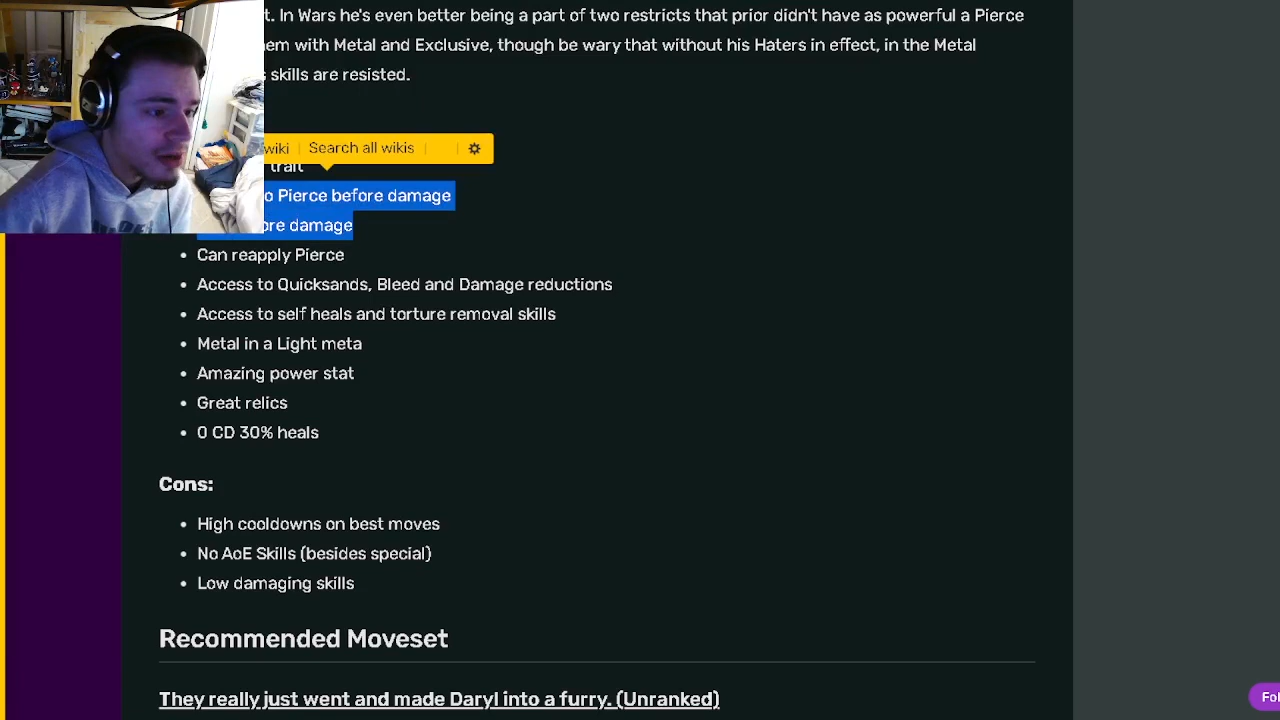 t. In Wars he's even better being a part of two restricts that prior didn't have as powerful a Pierce
em with Metal and Exclusive, though be wary that without his Haters in effect, in the Metal
skills are resisted.
wiki Search all wikis
trait
o Pierce before damage
ore damage
• Can reapply Pierce
• Access to Quicksands, Bleed and Damage reductions
• Access to self heals and torture removal skills
• Metal in a Light meta
• Amazing power stat
• Great relics
• 0 CD 30% heals
Cons:
• High cooldowns on best moves
• No AoE Skills (besides special)
• Low damaging skills
Recommended Moveset
They really just went and made Daryl into a furry. (Unranked)
Fol